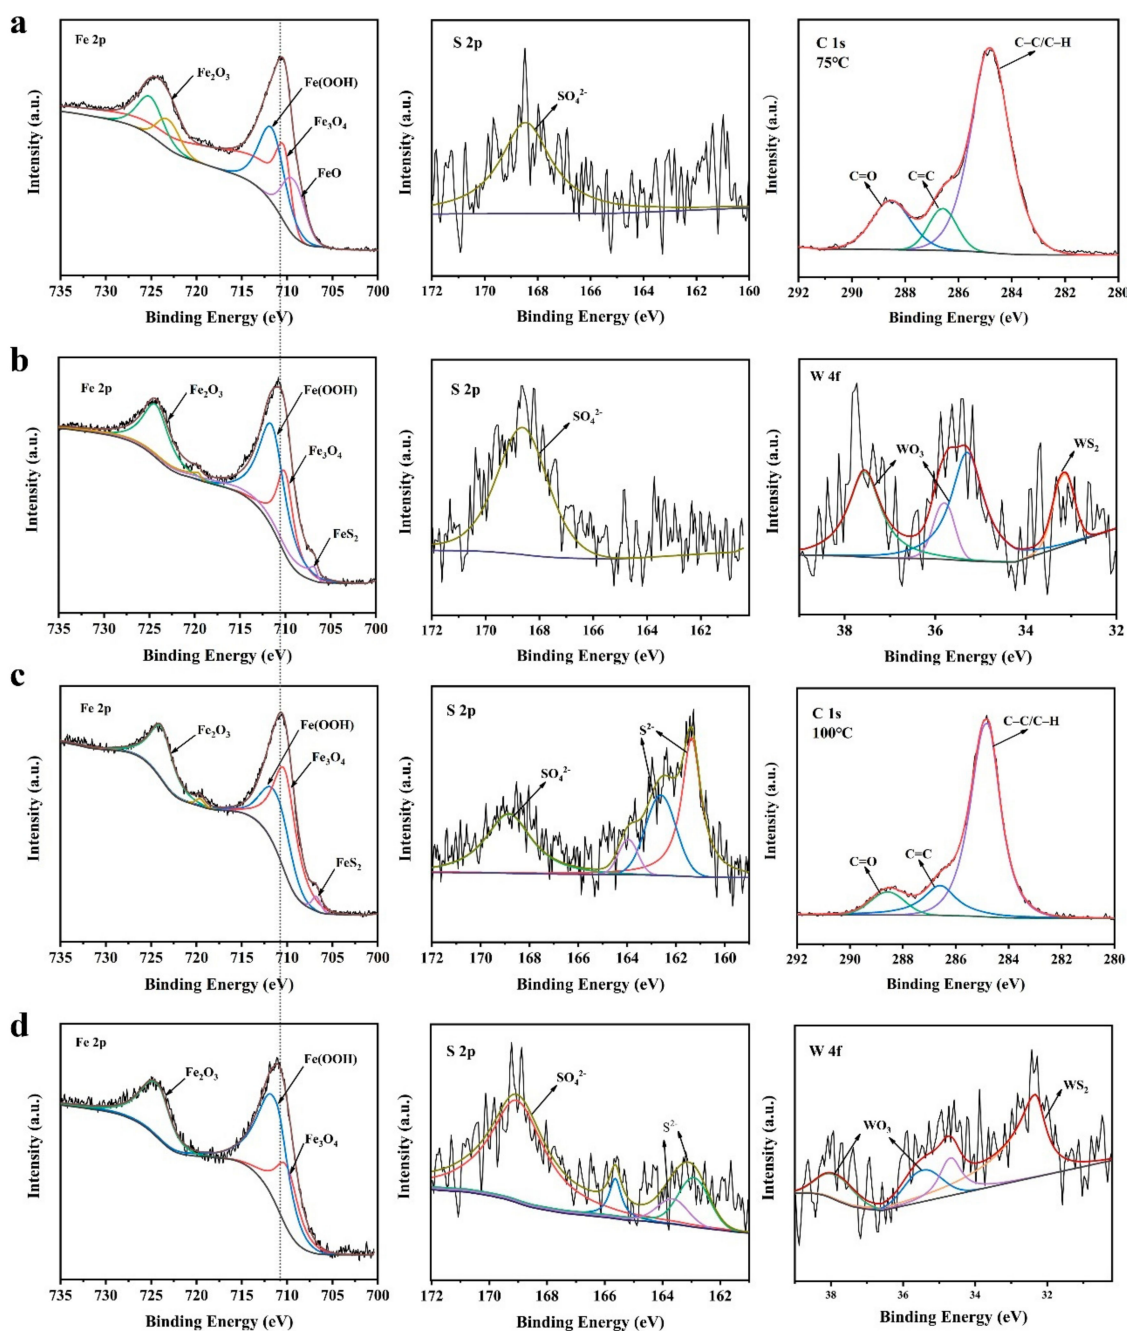 a
Fe 2p
Fe₂O₃
Fe(OOH)
Fe₃O₄
FeO
Intensity (a.u.)
735 730 725 720 715 710 705 700
Binding Energy (eV)
S 2p
SO₄²⁻
Intensity (a.u.)
172 170 168 166 164 162 160
Binding Energy (eV)
C 1s
75°C
C–C/C–H
C=O
C=C
Intensity (a.u.)
292 290 288 286 284 282 280
Binding Energy (eV)
b
Fe 2p
Fe₂O₃
Fe(OOH)
Fe₃O₄
FeS₂
Intensity (a.u.)
735 730 725 720 715 710 705 700
Binding Energy (eV)
S 2p
SO₄²⁻
Intensity (a.u.)
172 170 168 166 164 162
Binding Energy (eV)
W 4f
WO₃
WS₂
Intensity (a.u.)
38 36 34 32
Binding Energy (eV)
c
Fe 2p
Fe₂O₃
Fe(OOH)
Fe₃O₄
FeS₂
Intensity (a.u.)
735 730 725 720 715 710 705 700
Binding Energy (eV)
S 2p
SO₄²⁻
S²⁻
Intensity (a.u.)
172 170 168 166 164 162 160
Binding Energy (eV)
C 1s
100°C
C–C/C–H
C=O
C=C
Intensity (a.u.)
292 290 288 286 284 282 280
Binding Energy (eV)
d
Fe 2p
Fe₂O₃
Fe(OOH)
Fe₃O₄
Intensity (a.u.)
735 730 725 720 715 710 705 700
Binding Energy (eV)
S 2p
SO₄²⁻
S²⁻
Intensity (a.u.)
172 170 168 166 164 162
Binding Energy (eV)
W 4f
WO₃
WS₂
Intensity (a.u.)
38 36 34 32
Binding Energy (eV)